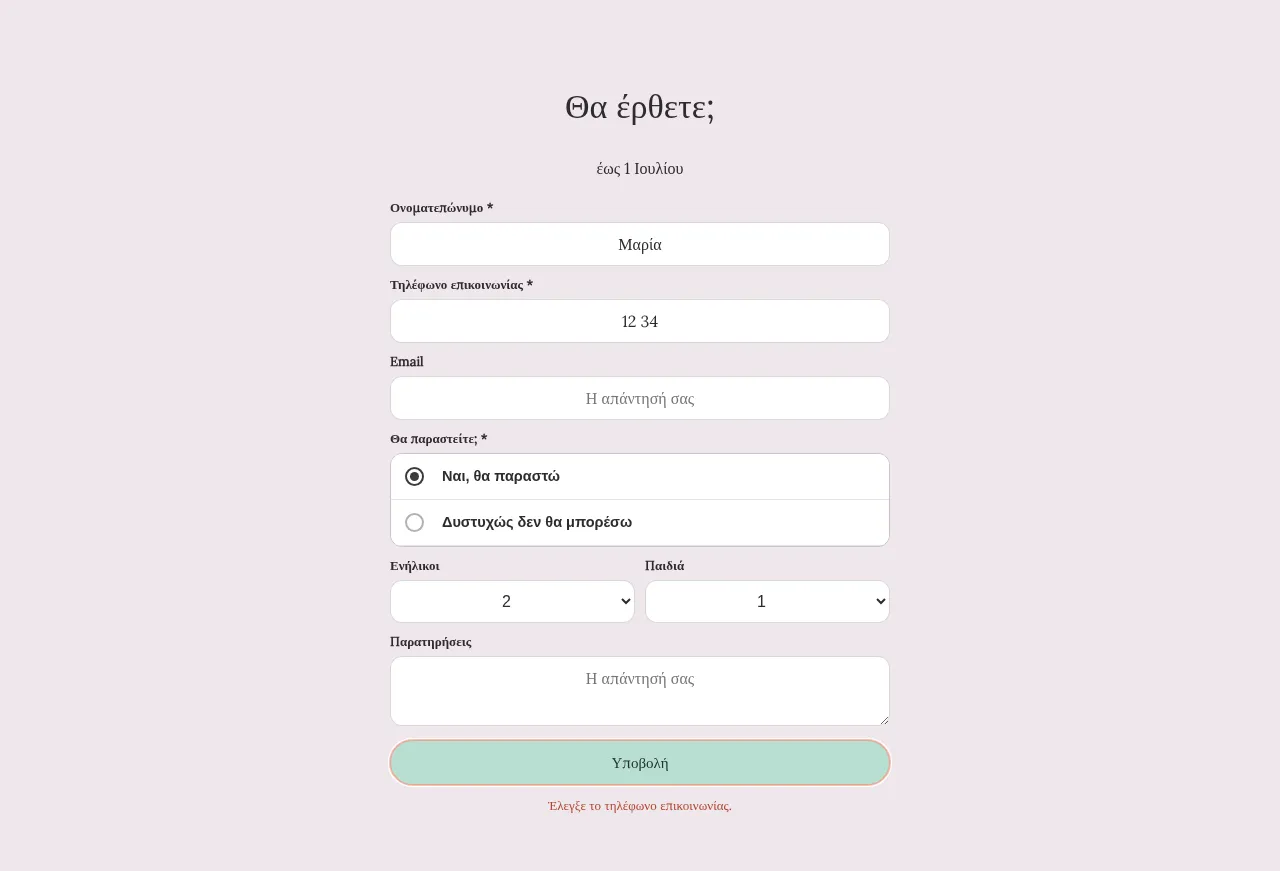 Θα έρθετε;
έως 1 Ιουλίου
Ονοματεπώνυμο *
Μαρία
Τηλέφωνο επικοινωνίας *
12 34
Email
Η απάντησή σας
Θα παραστείτε; *
Ναι, θα παραστώ
Δυστυχώς δεν θα μπορέσω
Ενήλικοι Παιδιά
2 1
Παρατηρήσεις
Η απάντησή σας
Υποβολή
Έλεγξε το τηλέφωνο επικοινωνίας.